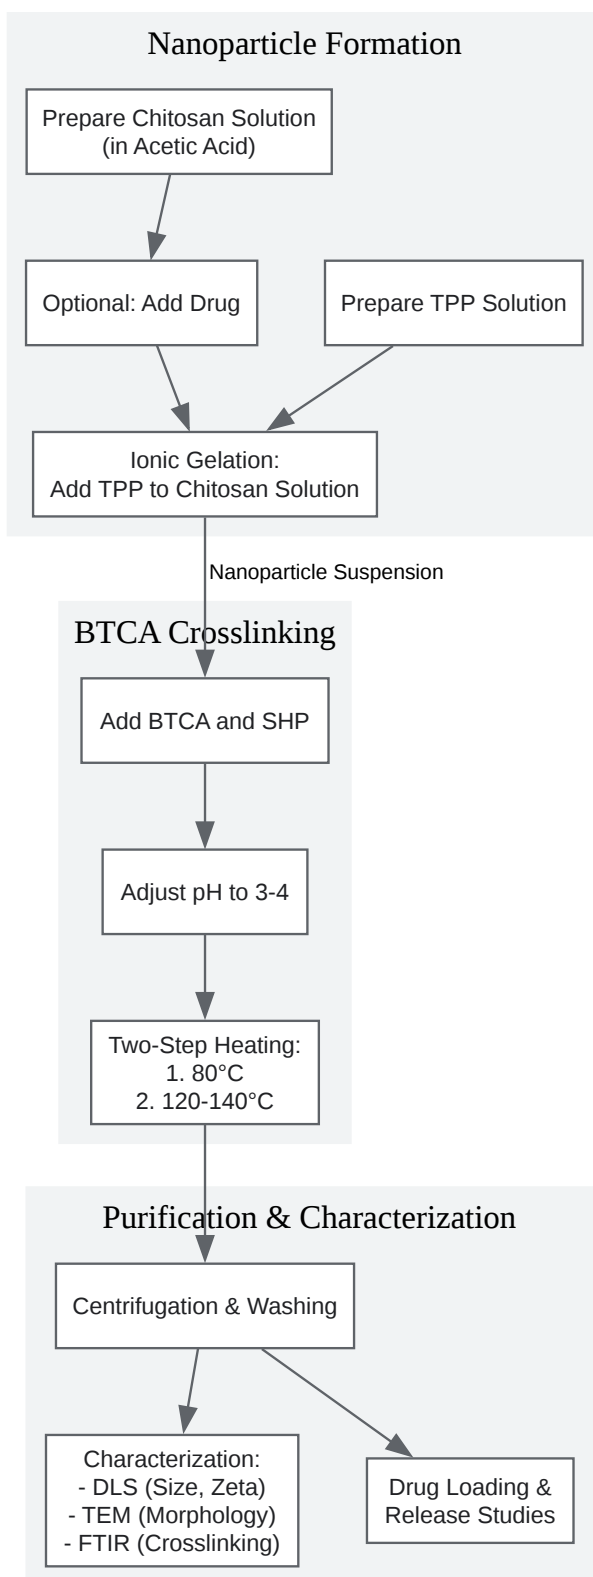 Nanoparticle Formation
Prepare Chitosan Solution
(in Acetic Acid)
Optional: Add Drug
Prepare TPP Solution
Ionic Gelation:
Add TPP to Chitosan Solution
Nanoparticle Suspension
BTCA Crosslinking
Add BTCA and SHP
Adjust pH to 3-4
Two-Step Heating:
1. 80°C
2. 120-140°C
Purification & Characterization
Centrifugation & Washing
Characterization:
- DLS (Size, Zeta)
- TEM (Morphology)
- FTIR (Crosslinking)
Drug Loading &
Release Studies